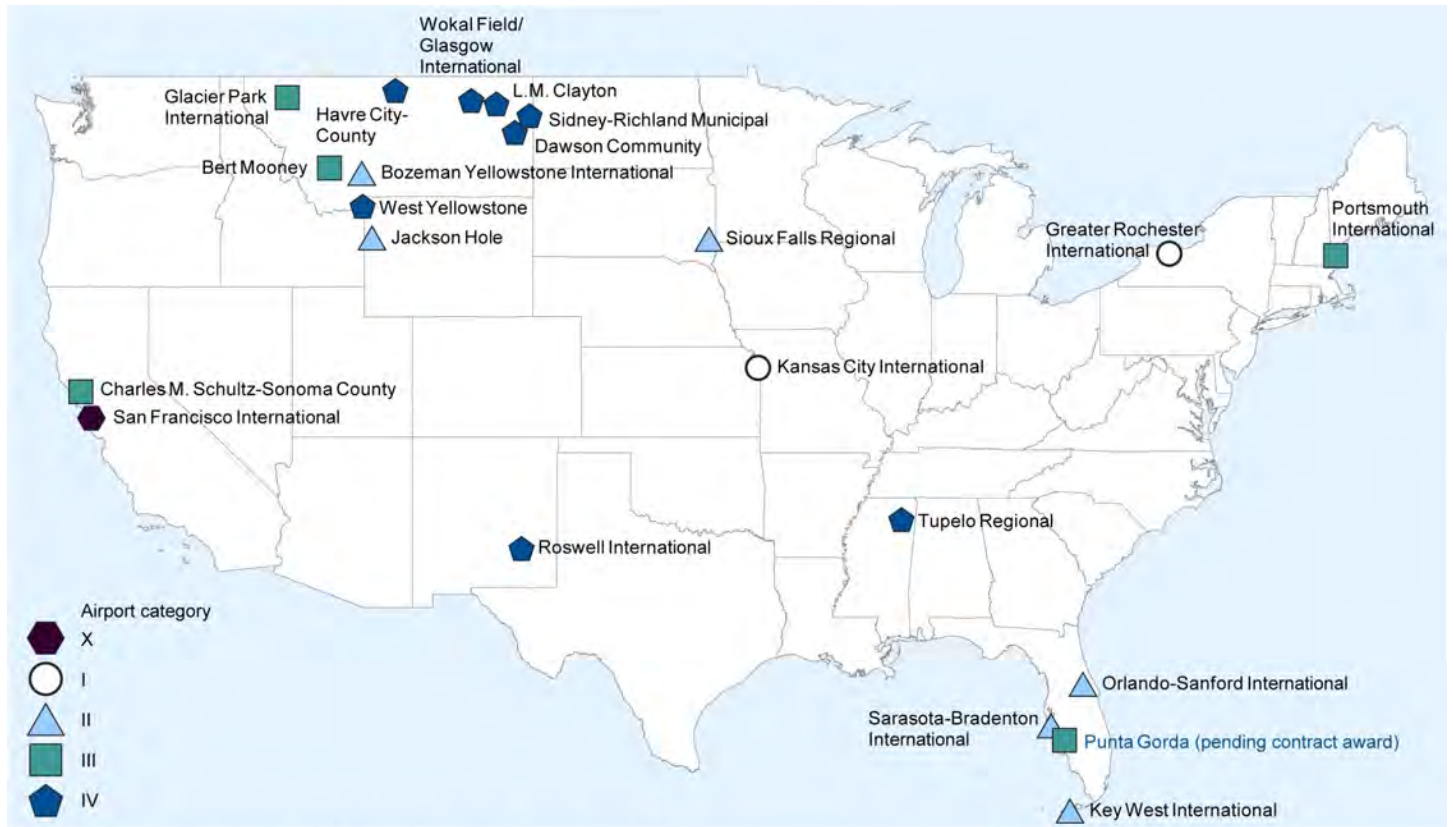 Wokal Field/
Glasgow
International
Glacier Park
International
Havre City-
County
L.M. Clayton
Sidney-Richland Municipal
Dawson Community
Bert Mooney
Bozeman Yellowstone International
West Yellowstone
Jackson Hole
Sioux Falls Regional
Greater Rochester
International
Portsmouth
International
Kansas City International
Charles M. Schultz-Sonoma County
San Francisco International
Tupelo Regional
Roswell International
Airport category
X
I
II
III
IV
Orlando-Sanford International
Sarasota-Bradenton
International
Punta Gorda (pending contract award)
Key West International